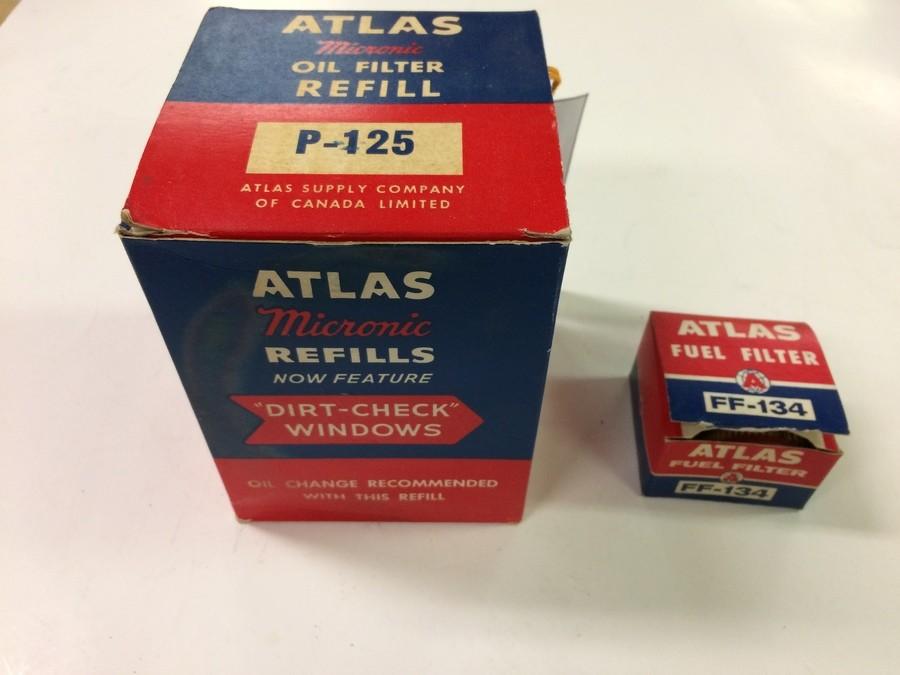 ATLAS
Micronic
OIL FILTER
REFILL
P-125
ATLAS SUPPLY COMPANY
OF CANADA LIMITED
ATLAS
Micronic
REFILLS
NOW FEATURE
"DIRT-CHECK"
WINDOWS
OIL CHANGE RECOMMENDED
WITH THIS REFILL
ATLAS
FUEL FILTER
A
FF-134
ATLAS
FUEL FILTER
A
FF-134